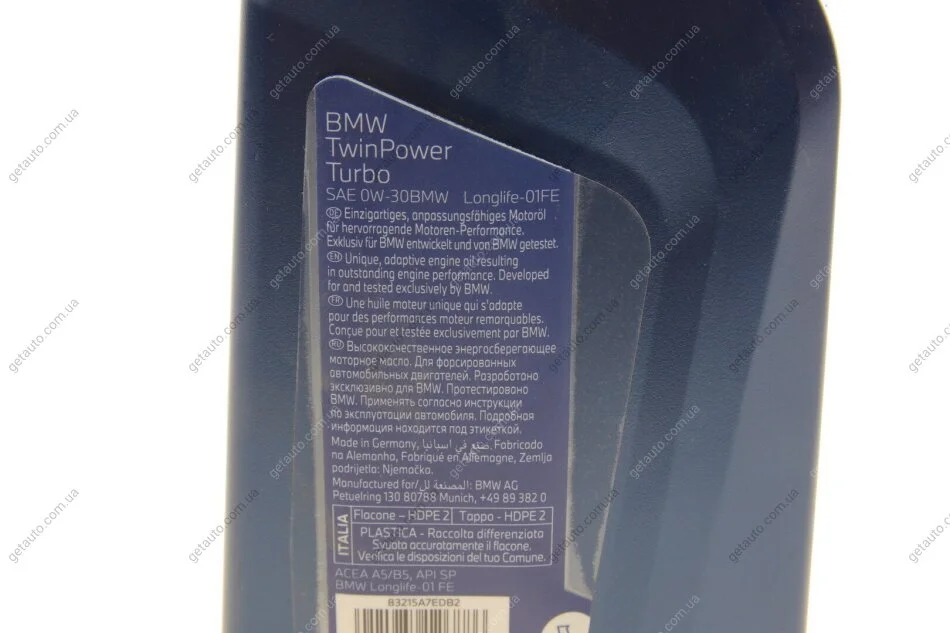 BMW
TwinPower
Turbo
SAE 0W-30BMW Longlife-01FE
DE Einzigartiges, anpassungsfähiges Motoröl
für hervorragende Motoren-Performance.
Exklusiv für BMW entwickelt und von BMW getestet.
EN Unique, adaptive engine oil resulting
in outstanding engine performance. Developed
for and tested exclusively by BMW.
FR Une huile moteur unique qui s'adapte
pour des performances moteur remarquables.
Conçue pour et testée exclusivement par BMW.
RU Высококачественное энергосберегающее
моторное масло. Для форсированных
автомобильных двигателей. Разработано
эксклюзивно для BMW. Протестировано
BMW. Применять согласно инструкции
по эксплуатации автомобиля. Подробная
информация находится под этикеткой.
Made in Germany, صنع في اسبانيا. Fabricado
na Alemanha, Fabriqué en Allemagne, Zemlja
podrijetla: Njemačka.
Manufactured for/المصنعة لل: BMW AG
Petuelring 130 80788 Munich, +49 89 382 0
ITALIA
Flacone – HDPE 2 Tappo - HDPE 2
PLASTICA - Raccolta differenziata
Svuota accuratamente il flacone.
Verifica le disposizioni del tuo Comune.
ACEA A5/B5, API SP
BMW Longlife-01 FE
83215A7EDB2
getauto.com.ua